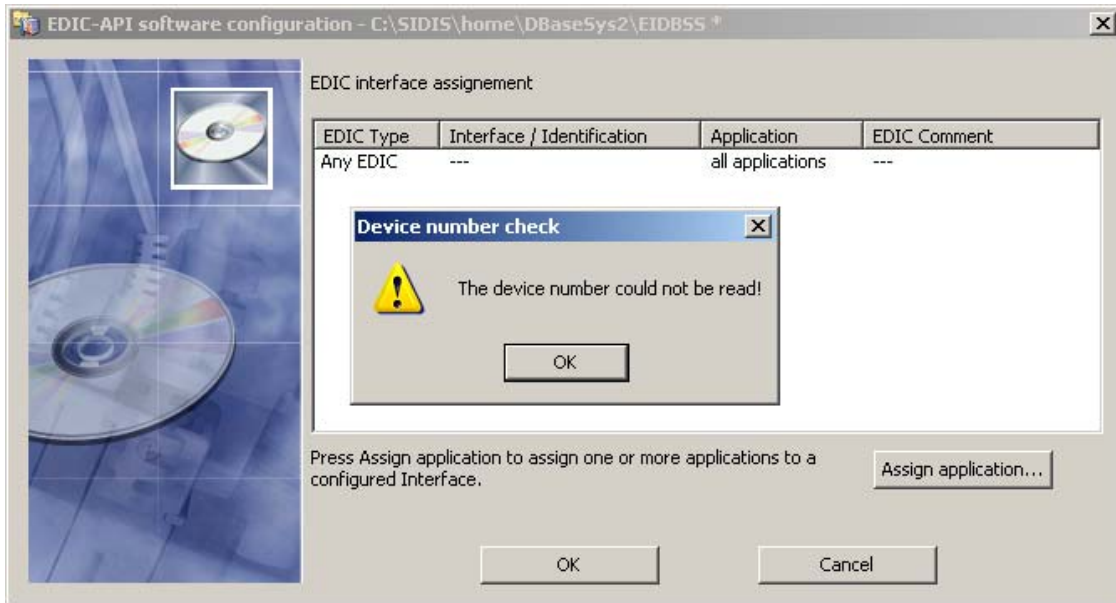 EDIC-API software configuration - C:\SIDIS\home\DBaseSys2\EIDBSS *
EDIC interface assignement
EDIC Type Interface / Identification Application EDIC Comment
Any EDIC --- all applications ---
Device number check
The device number could not be read!
OK
Press Assign application to assign one or more applications to a
configured Interface.
Assign application...
OK Cancel